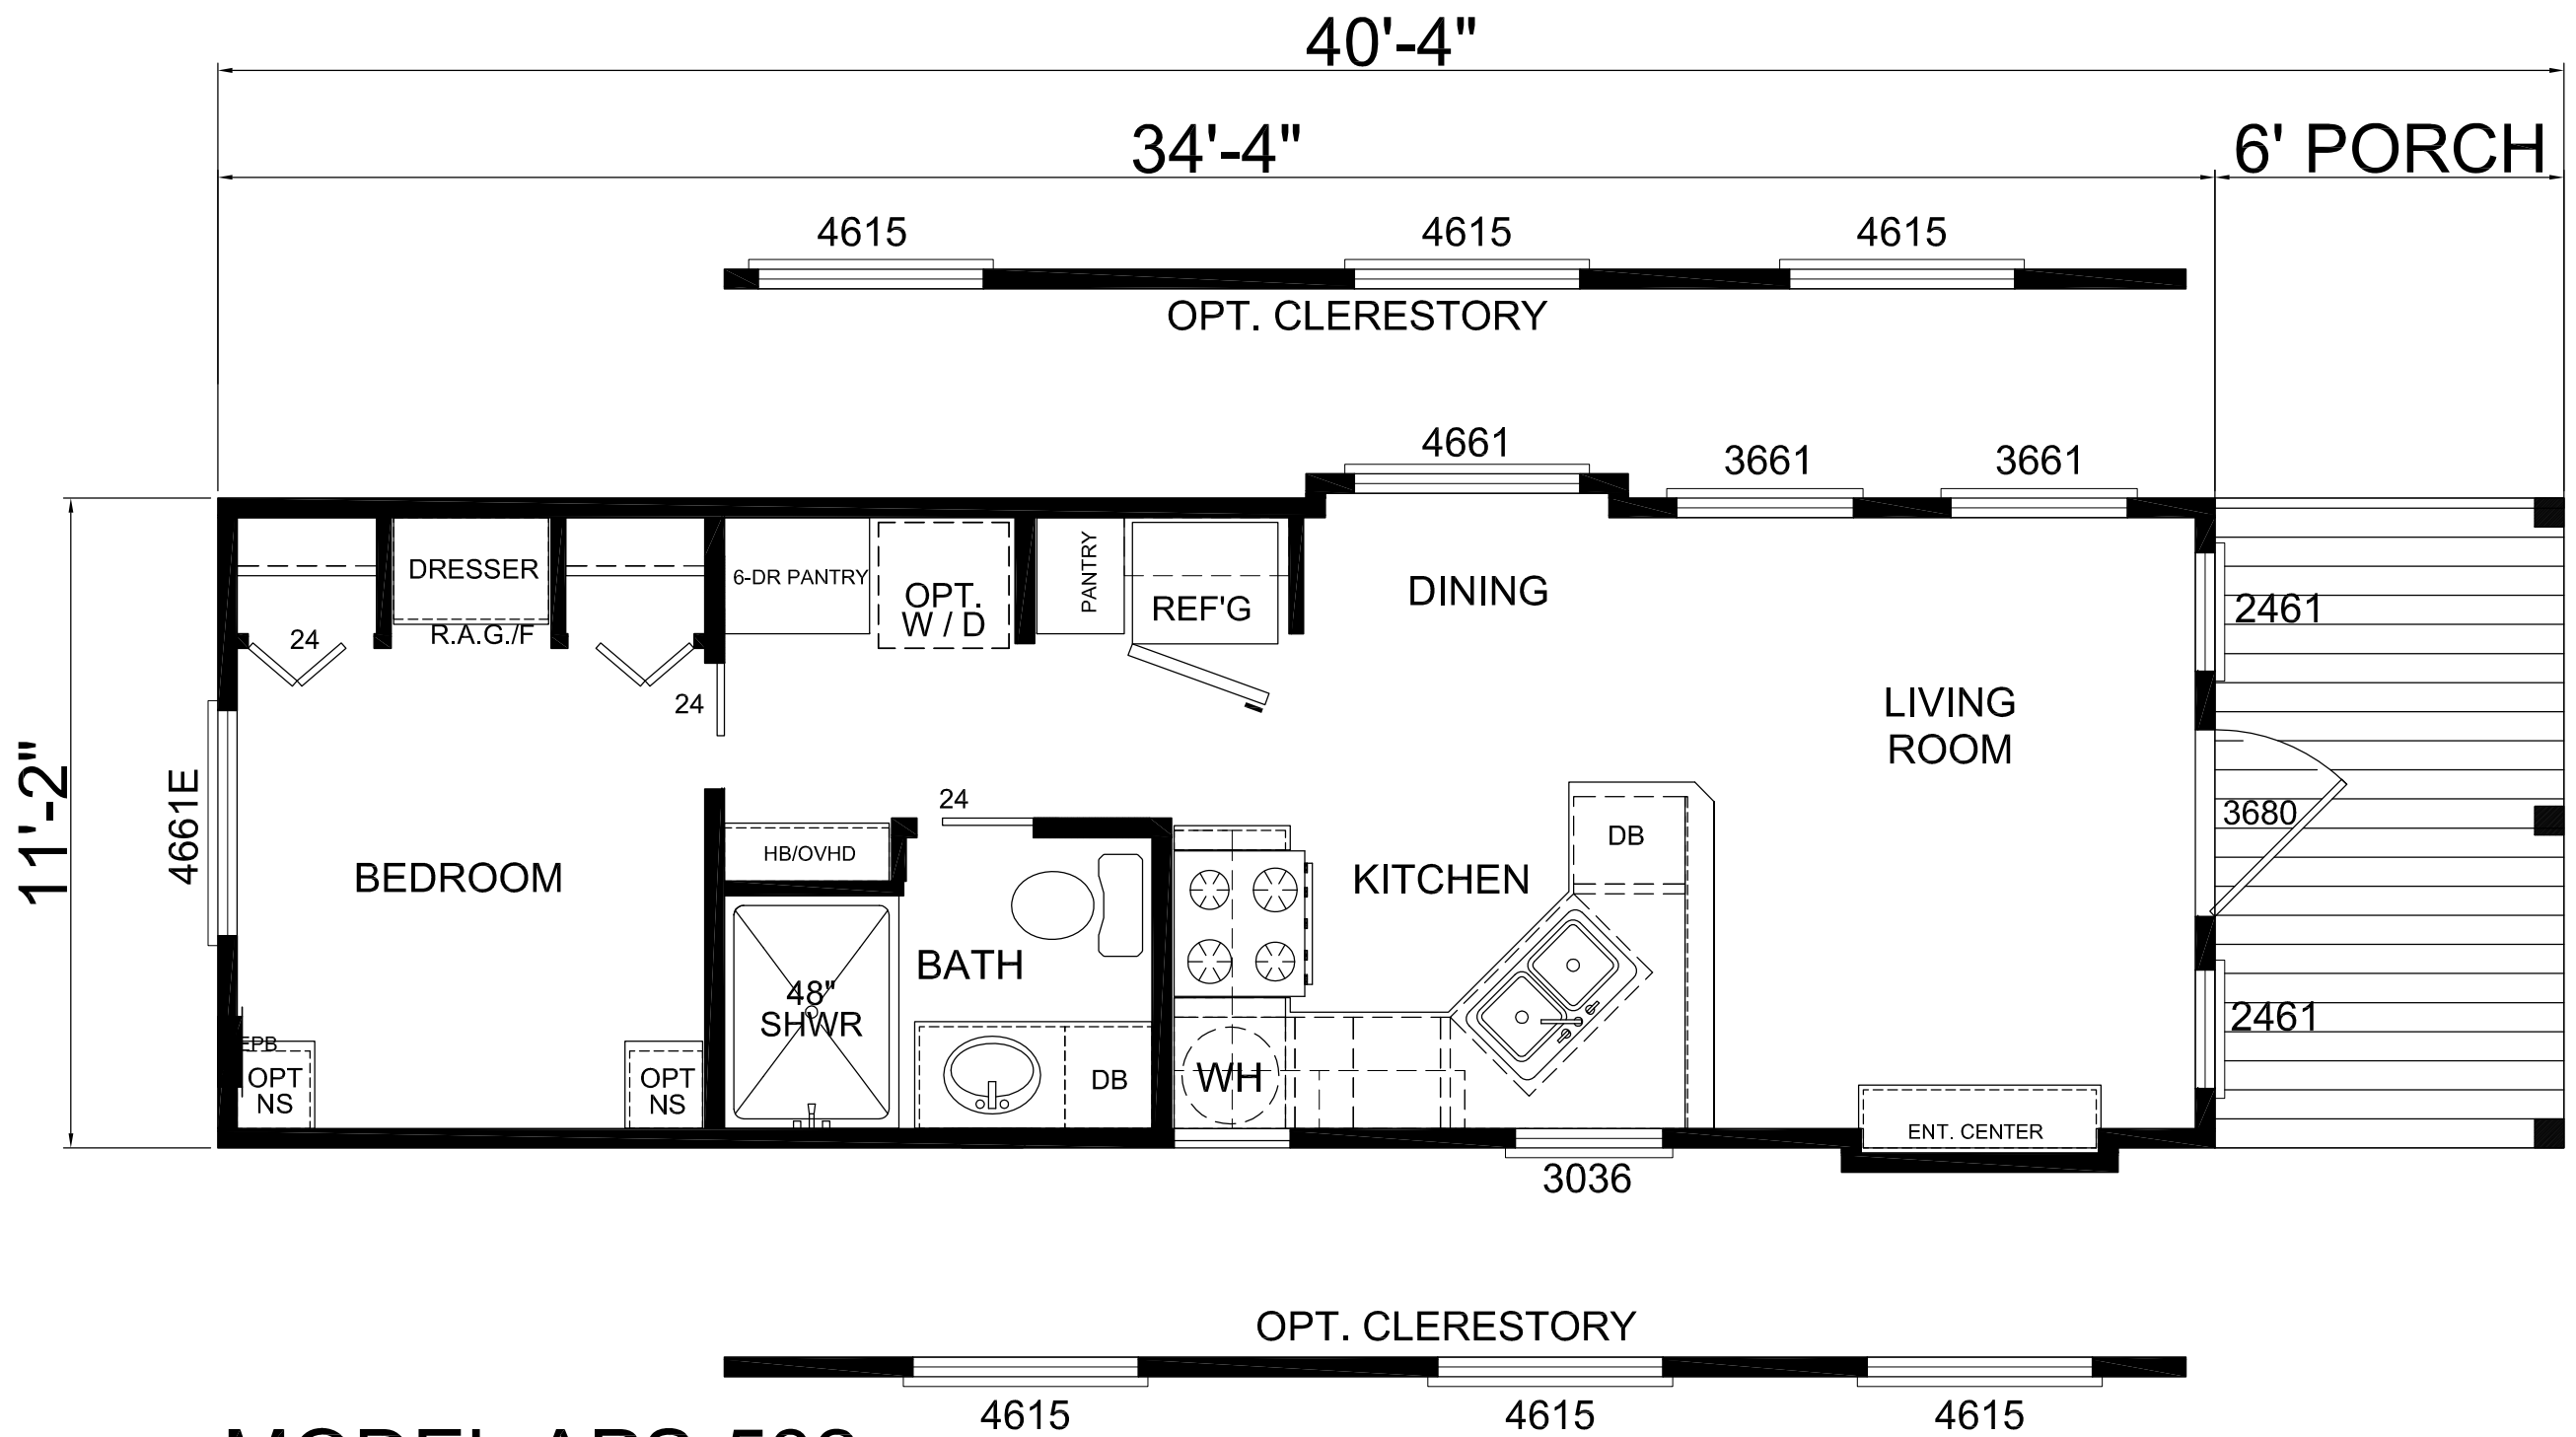 40'-4"
34'-4"
6' PORCH
4615
4615
4615
OPT. CLERESTORY
4661
3661
3661
11'-2"
DRESSER
R.A.G./F
24
24
6-DR PANTRY
OPT.
W / D
PANTRY
REF'G
DINING
LIVING
ROOM
2461
4661E
BEDROOM
HB/OVHD
24
KITCHEN
DB
3680
48"
SHWR
BATH
DB
WH
2461
EPB
OPT
NS
OPT
NS
ENT. CENTER
3036
OPT. CLERESTORY
4615
4615
4615